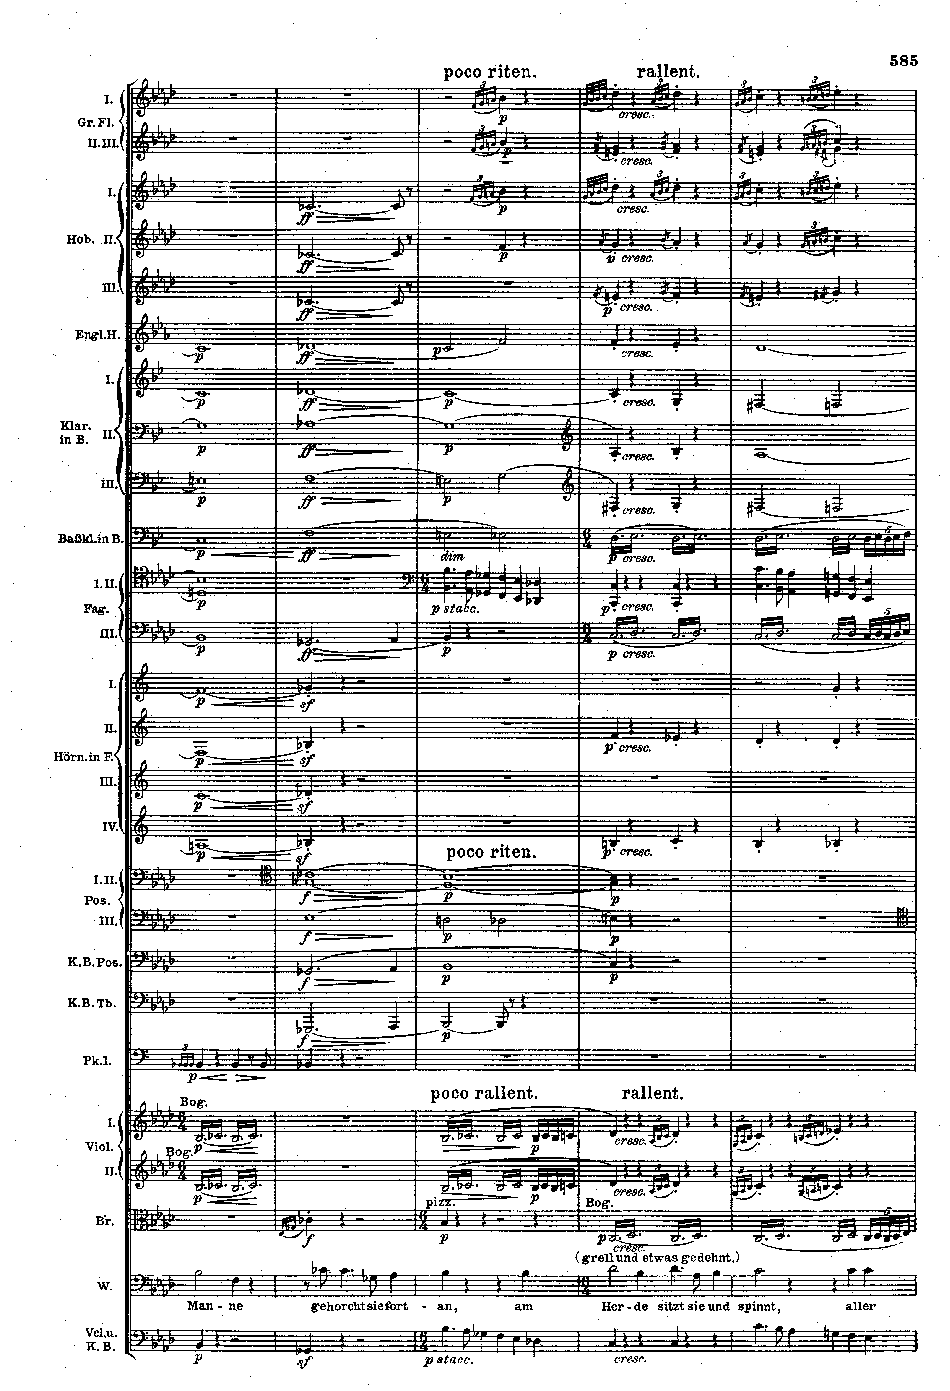 585
poco riten. rallent.
I.
Gr. Fl.
p cresc.
II. III.
p cresc.
I.
ff p cresc.
Hob. II.
ff p p cresc.
III.
ff p cresc.
Engl. H.
p ff p cresc.
I.
p ff p cresc.
Klar. in B.
II.
p ff p cresc.
III.
p ff p cresc.
Baßkl. in B.
p ff dim p cresc.
I. II.
p p stacc. p cresc.
Fag.
III.
p ff p p cresc.
I.
p sf
II.
p sf p cresc.
Hörn. in F.
III.
p sf
IV.
p sf p cresc.
poco riten.
I. II.
f p p
Pos.
III.
f p p
K. B. Pos.
f p p
K. B. Tb.
f p
Pk. I.
p
poco rallent. rallent.
Bog.
I.
p p cresc.
Viol.
Bog.
II.
p p cresc.
pizz. Bog.
Br.
f p p cresc.
(grell und etwas gedehnt.)
W.
Man - ne gehorcht sie fort - an, am Her - de sitzt sie und spinnt, aller
Vcl. u.
K. B.
p sf p stacc. cresc.